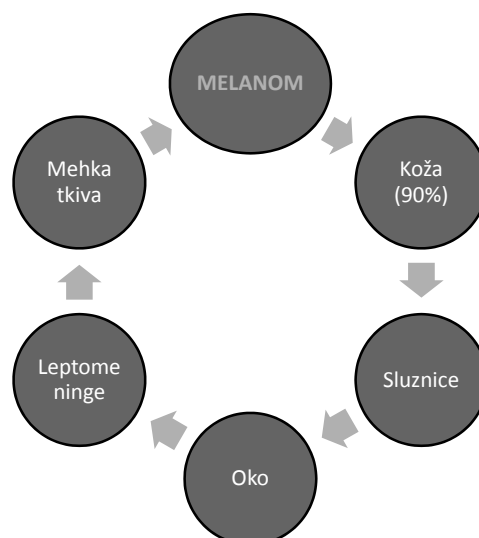 MELANOM
Koža
(90%)
Sluznice
Oko
Leptome
ninge
Mehka
tkiva